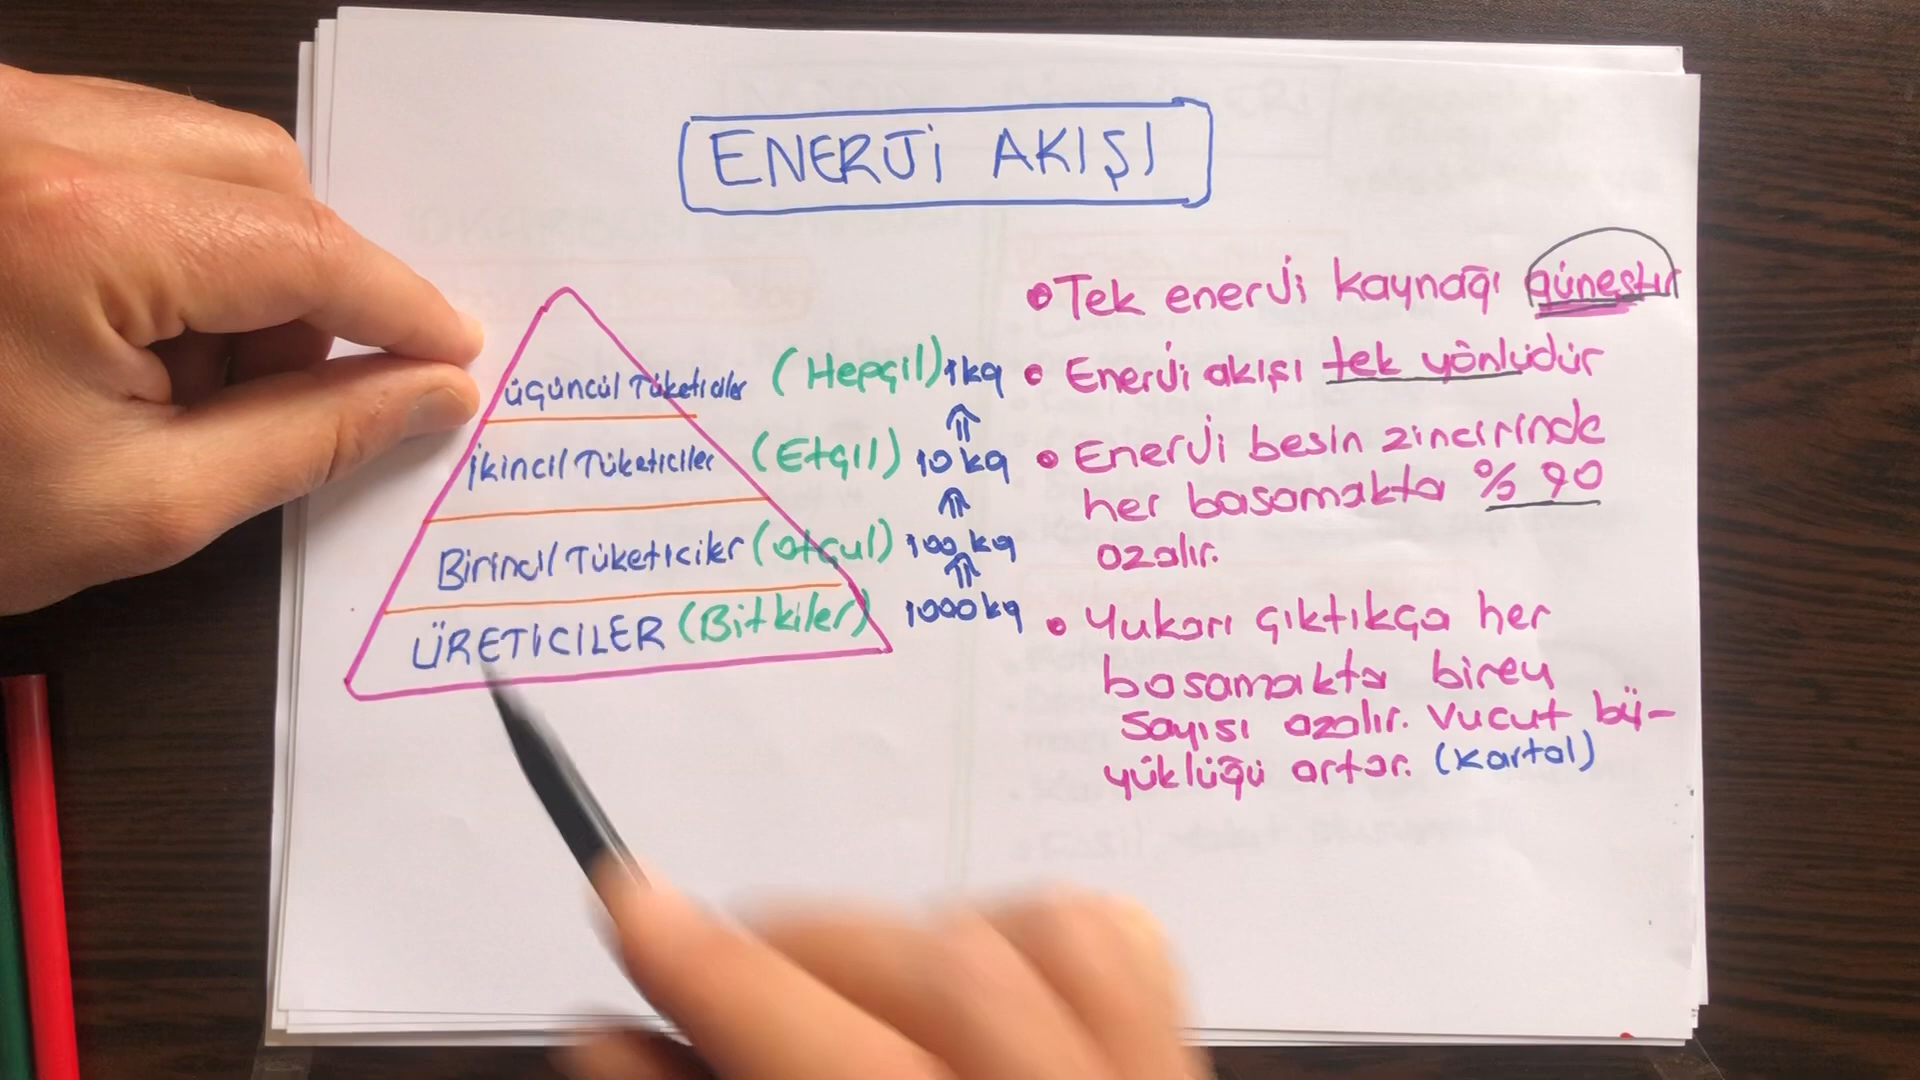 ENERJİ AKIŞI
Üçüncül Tüketiciler (Hepçil) 1kg
İkincil Tüketiciler (Etçil) 10 kg
Birincil Tüketiciler (Otçul) 100 kg
ÜRETİCİLER (Bitkiler) 1000kg
• Tek enerji kaynağı güneştir
• Enerji akışı tek yönlüdür
• Enerji besin zincirinde
her basamakta % 90
azalır.
• Yukarı çıktıkça her
basamakta birey
sayısı azalır. Vucut bü-
yüklüğü artar. (Kartal)